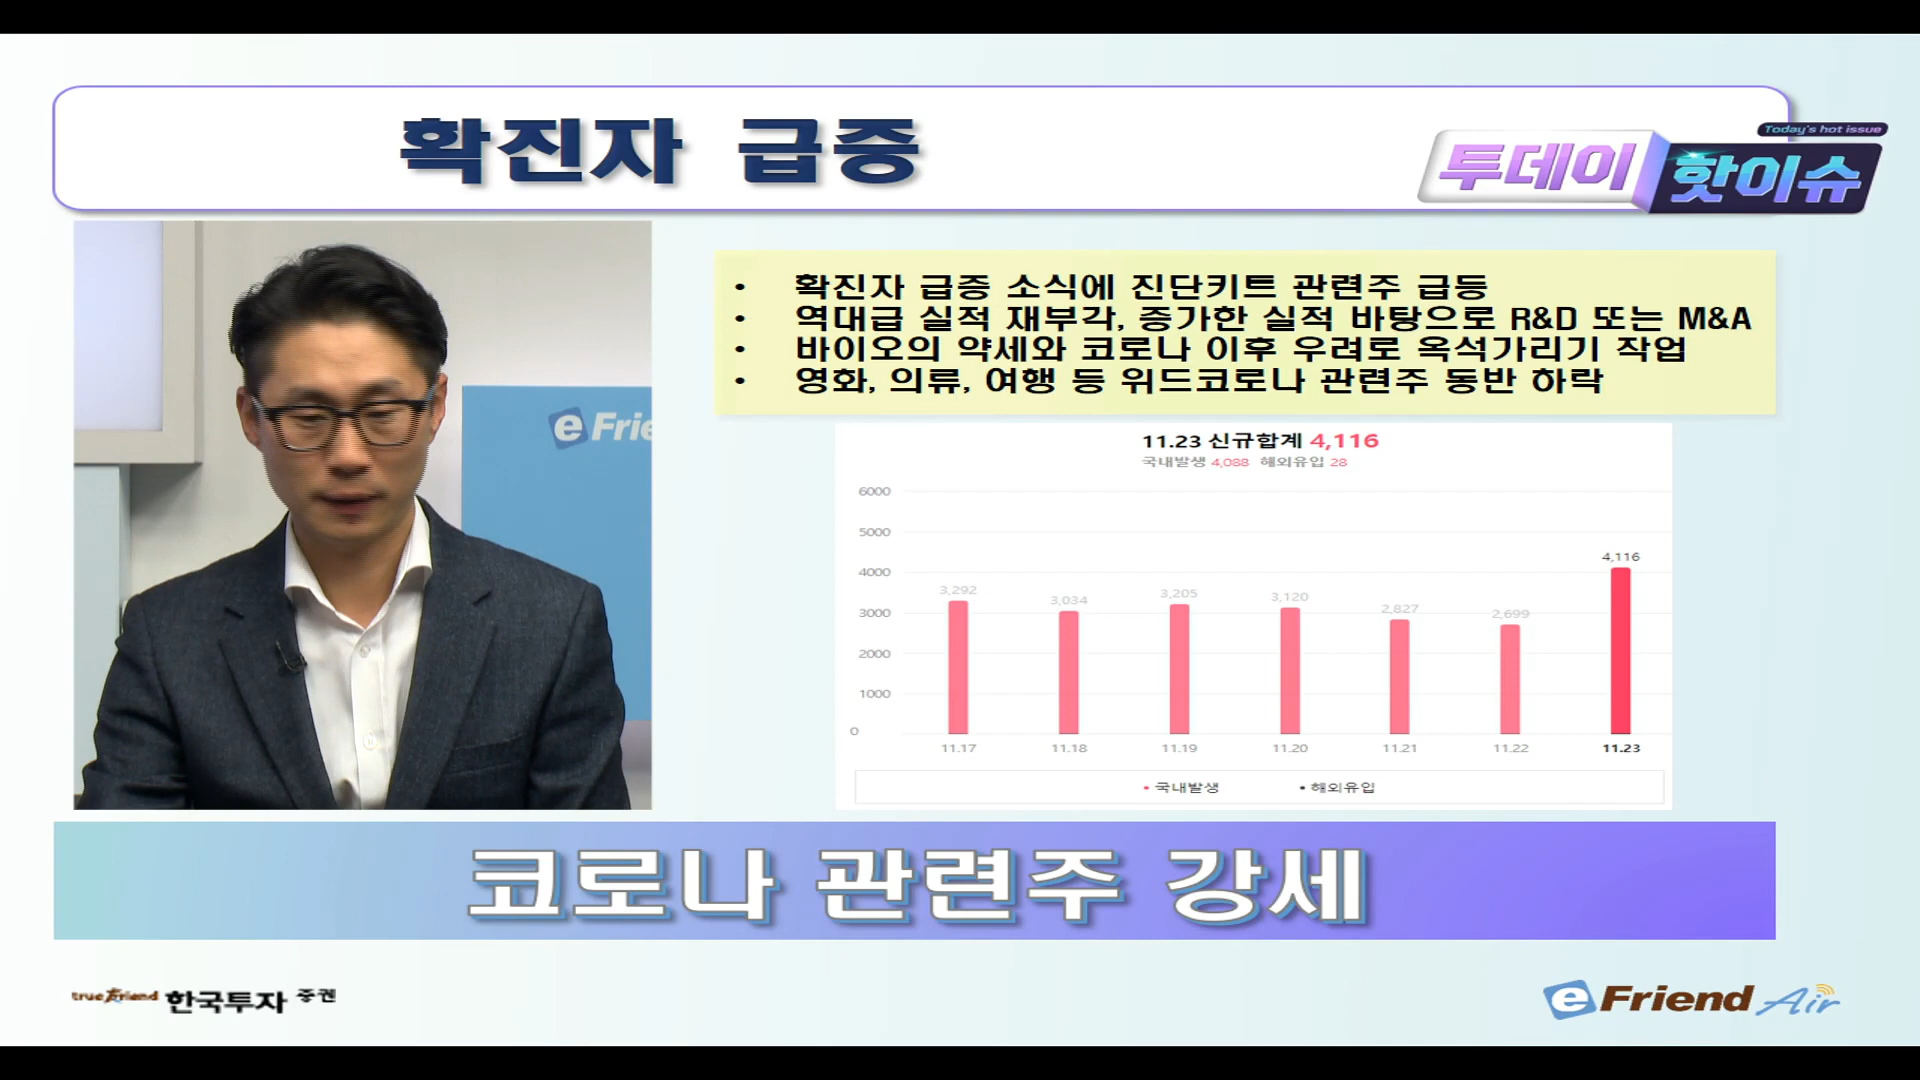 확진자 급증
Today's hot issue
투데이 핫이슈
• 확진자 급증 소식에 진단키트 관련주 급등
• 역대급 실적 재부각, 증가한 실적 바탕으로 R&D 또는 M&A
• 바이오의 약세와 코로나 이후 우려로 옥석가리기 작업
• 영화, 의류, 여행 등 위드코로나 관련주 동반 하락
e Frie
11.23 신규합계 4,116
국내발생 4,088 해외유입 28
6000
5000
4000
3000
2000
1000
0
3,292
3,034
3,205
3,120
2,827
2,699
4,116
11.17
11.18
11.19
11.20
11.21
11.22
11.23
• 국내발생 • 해외유입
코로나 관련주 강세
true Friend 한국투자 증권
e Friend Air